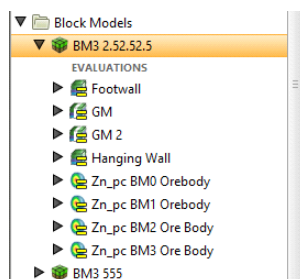 Block Models
BM3 2.52.52.5
EVALUATIONS
Footwall
GM
GM 2
Hanging Wall
Zn_pc BM0 Orebody
Zn_pc BM1 Orebody
Zn_pc BM2 Ore Body
Zn_pc BM3 Ore Body
BM3 555